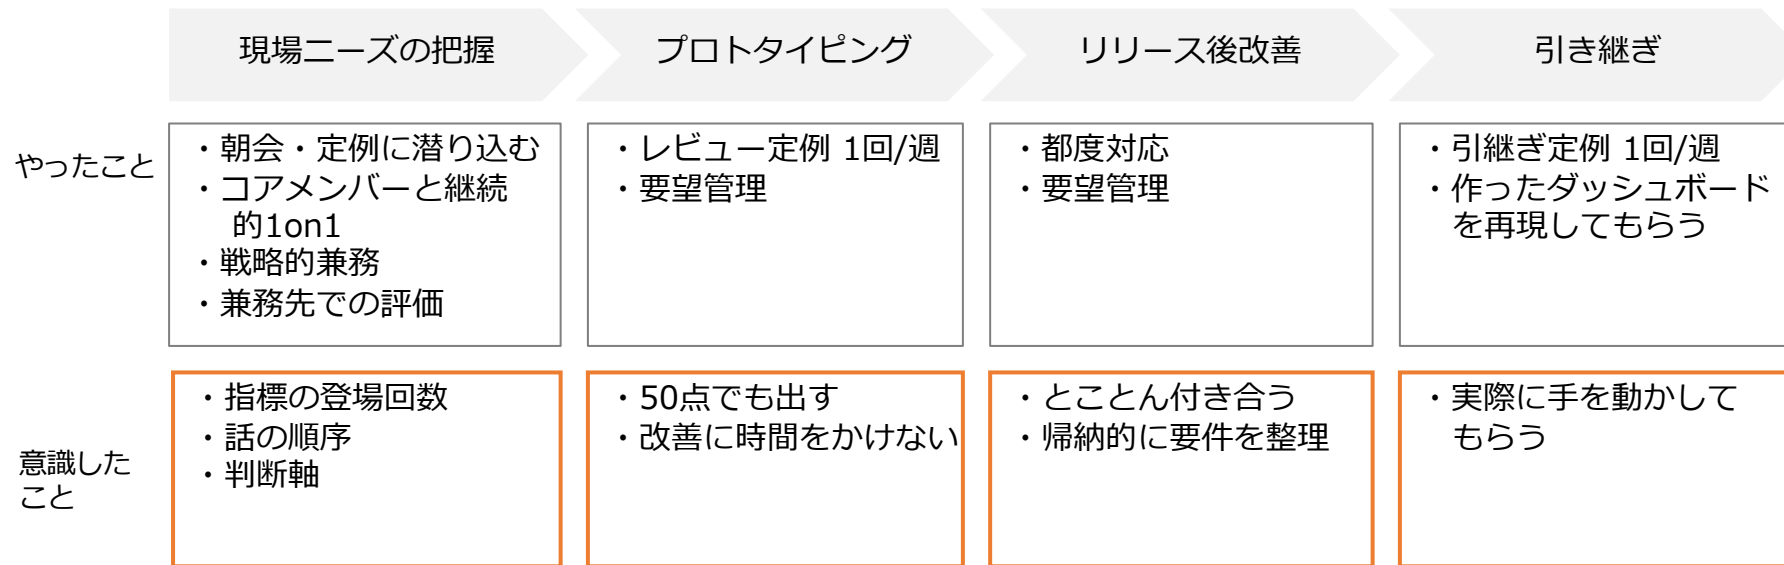 現場ニーズの把握
プロトタイピング
リリース後改善
引き継ぎ
やったこと
・朝会・定例に潜り込む
・コアメンバーと継続
的1on1
・戦略的兼務
・兼務先での評価
・レビュー定例 1回/週
・要望管理
・都度対応
・要望管理
・引継ぎ定例 1回/週
・作ったダッシュボード
を再現してもらう
意識した
こと
・指標の登場回数
・話の順序
・判断軸
・50点でも出す
・改善に時間をかけない
・とことん付き合う
・帰納的に要件を整理
・実際に手を動かして
もらう